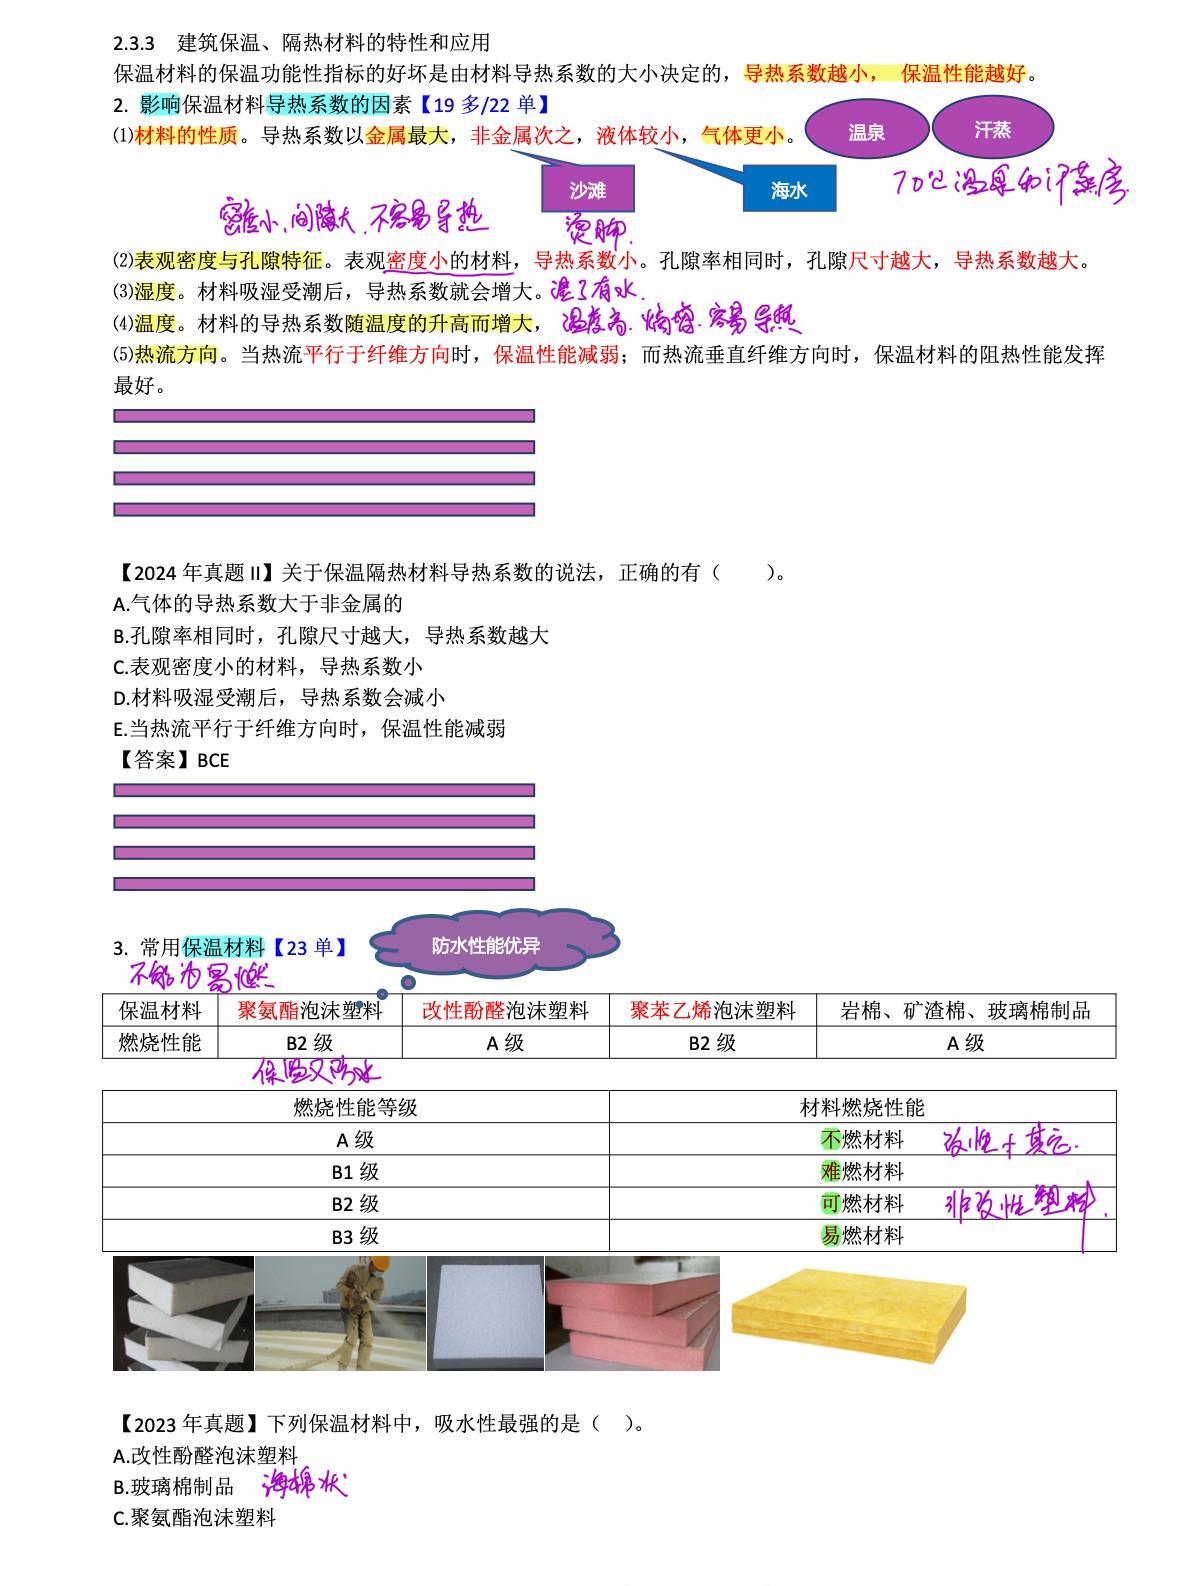 2.3.3 建筑保温、隔热材料的特性和应用
保温材料的保温功能性指标的好坏是由材料导热系数的大小决定的，导热系数越小， 保温性能越好。
2. 影响保温材料导热系数的因素【19 多/22 单】
⑴材料的性质。导热系数以金属最大，非金属次之，液体较小，气体更小。
温泉
汗蒸
沙滩
海水
70℃温泉和汗蒸房
密度小、间隙大、不容易导热
烫脚.
⑵表观密度与孔隙特征。表观密度小的材料，导热系数小。孔隙率相同时，孔隙尺寸越大，导热系数越大。
⑶湿度。材料吸湿受潮后，导热系数就会增大。湿了有水.
⑷温度。材料的导热系数随温度的升高而增大， 温度高. 熵增. 容易导热
⑸热流方向。当热流平行于纤维方向时，保温性能减弱；而热流垂直纤维方向时，保温材料的阻热性能发挥
最好。
【2024 年真题 II】关于保温隔热材料导热系数的说法，正确的有（ ）。
A.气体的导热系数大于非金属的
B.孔隙率相同时，孔隙尺寸越大，导热系数越大
C.表观密度小的材料，导热系数小
D.材料吸湿受潮后，导热系数会减小
E.当热流平行于纤维方向时，保温性能减弱
【答案】BCE
防水性能优异
3. 常用保温材料【23 单】
不能为易燃
保温材料 聚氨酯泡沫塑料 改性酚醛泡沫塑料 聚苯乙烯泡沫塑料 岩棉、矿渣棉、玻璃棉制品
燃烧性能 B2 级 A 级 B2 级 A 级
保温又防水
燃烧性能等级 材料燃烧性能
A 级 不燃材料 改性+其它.
B1 级 难燃材料
B2 级 可燃材料 非改性塑料.
B3 级 易燃材料
【2023 年真题】下列保温材料中，吸水性最强的是（ ）。
A.改性酚醛泡沫塑料
B.玻璃棉制品 海棉状
C.聚氨酯泡沫塑料